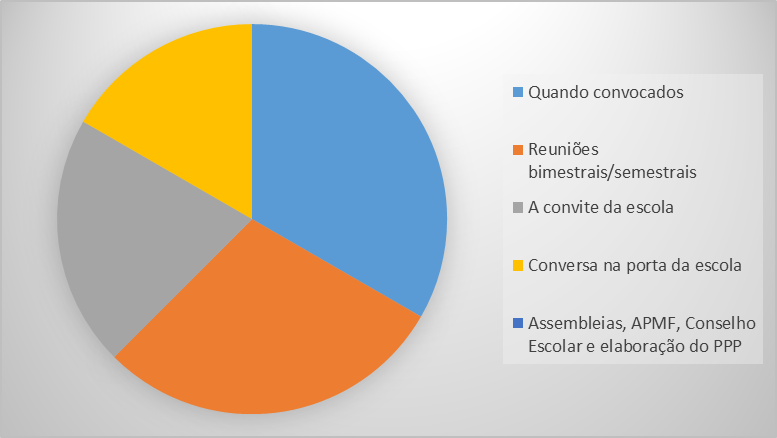 Quando convocados
Reuniões
bimestrais/semestrais
A convite da escola
Conversa na porta da escola
Assembleias, APMF, Conselho
Escolar e elaboração do PPP